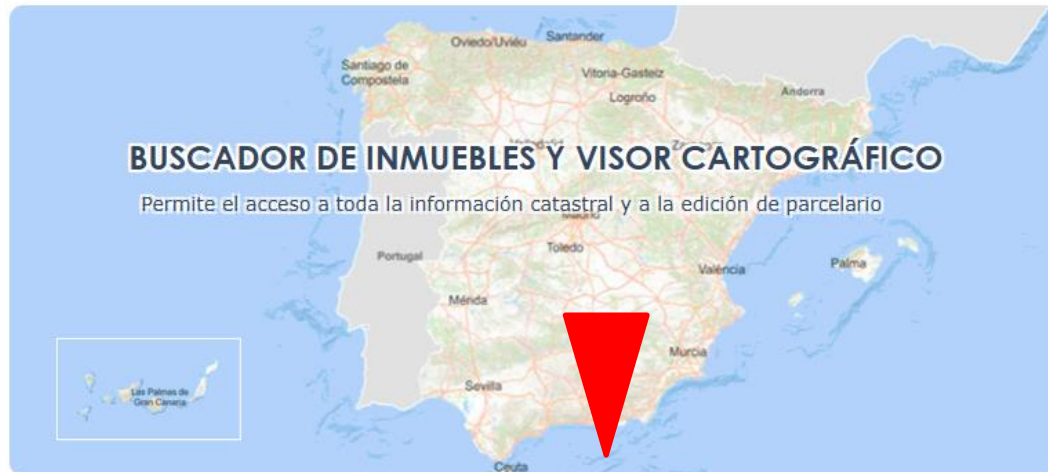 Oviedo/Uviéu
Santander
Santiago de
Compostela
Vitoria-Gasteiz
Logroño
Andorra
BUSCADOR DE INMUEBLES Y VISOR CARTOGRÁFICO
Permite el acceso a toda la información catastral y a la edición de parcelario
Toledo
Portugal
València
Palma
Mérida
Murcia
Sevilla
Las Palmas de
Gran Canaria
Ceuta